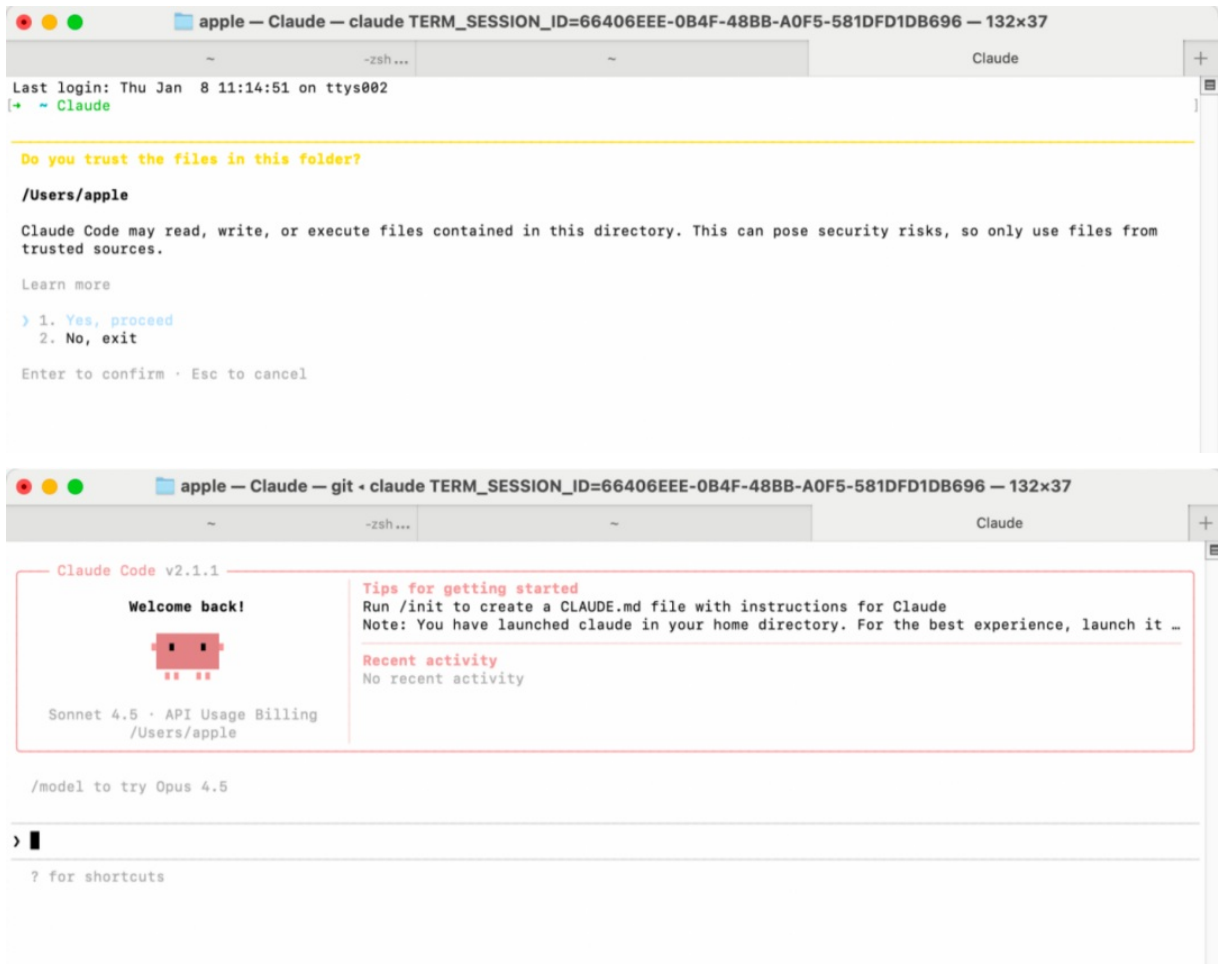 apple — Claude — claude TERM_SESSION_ID=66406EEE-0B4F-48BB-A0F5-581DFD1DB696 — 132×37
~ -zsh... ~ Claude +
Last login: Thu Jan  8 11:14:51 on ttys002
[➜  ~ Claude ]
Do you trust the files in this folder?
/Users/apple
Claude Code may read, write, or execute files contained in this directory. This can pose security risks, so only use files from
trusted sources.
Learn more
❯ 1. Yes, proceed
2. No, exit
Enter to confirm · Esc to cancel
apple — Claude — git ◂ claude TERM_SESSION_ID=66406EEE-0B4F-48BB-A0F5-581DFD1DB696 — 132×37
~ -zsh... ~ Claude +
Claude Code v2.1.1
Welcome back!
Sonnet 4.5 · API Usage Billing
/Users/apple
Tips for getting started
Run /init to create a CLAUDE.md file with instructions for Claude
Note: You have launched claude in your home directory. For the best experience, launch it …
Recent activity
No recent activity
/model to try Opus 4.5
❯
? for shortcuts